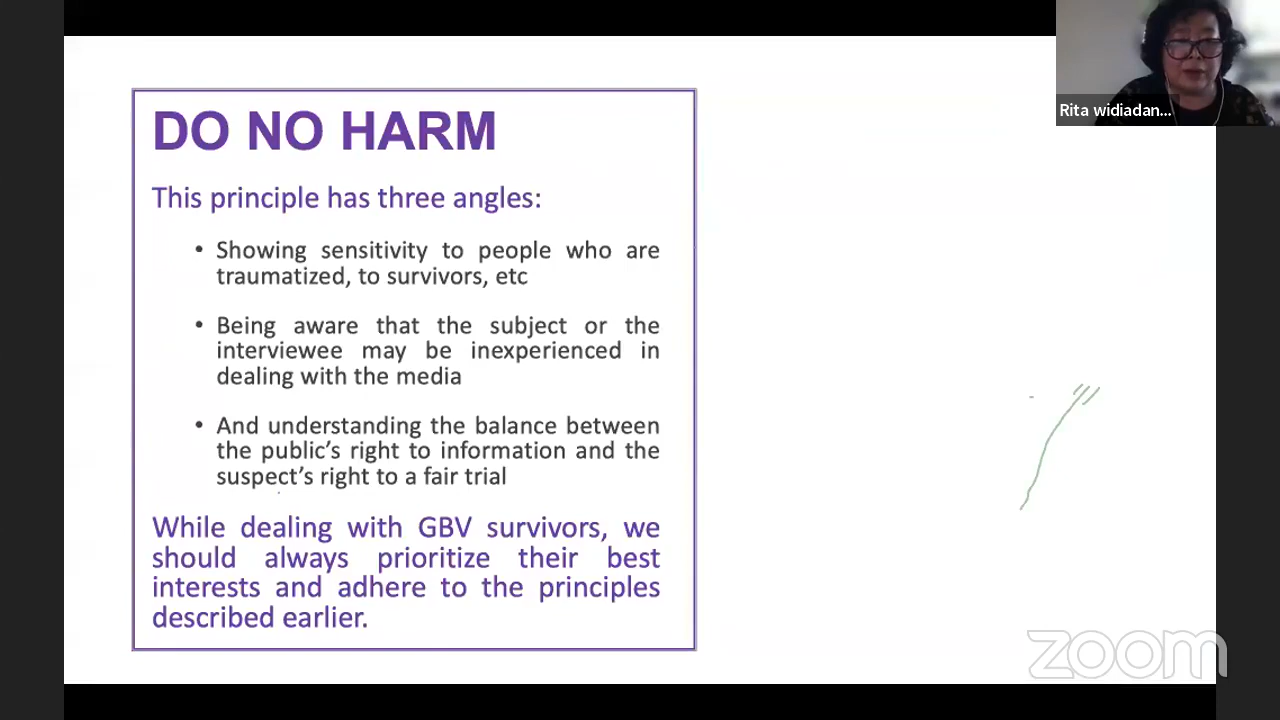 Rita widiadan...
DO NO HARM
This principle has three angles:
• Showing sensitivity to people who are
traumatized, to survivors, etc
• Being aware that the subject or the
interviewee may be inexperienced in
dealing with the media
• And understanding the balance between
the public's right to information and the
suspect's right to a fair trial
While dealing with GBV survivors, we
should always prioritize their best
interests and adhere to the principles
described earlier.
zoom